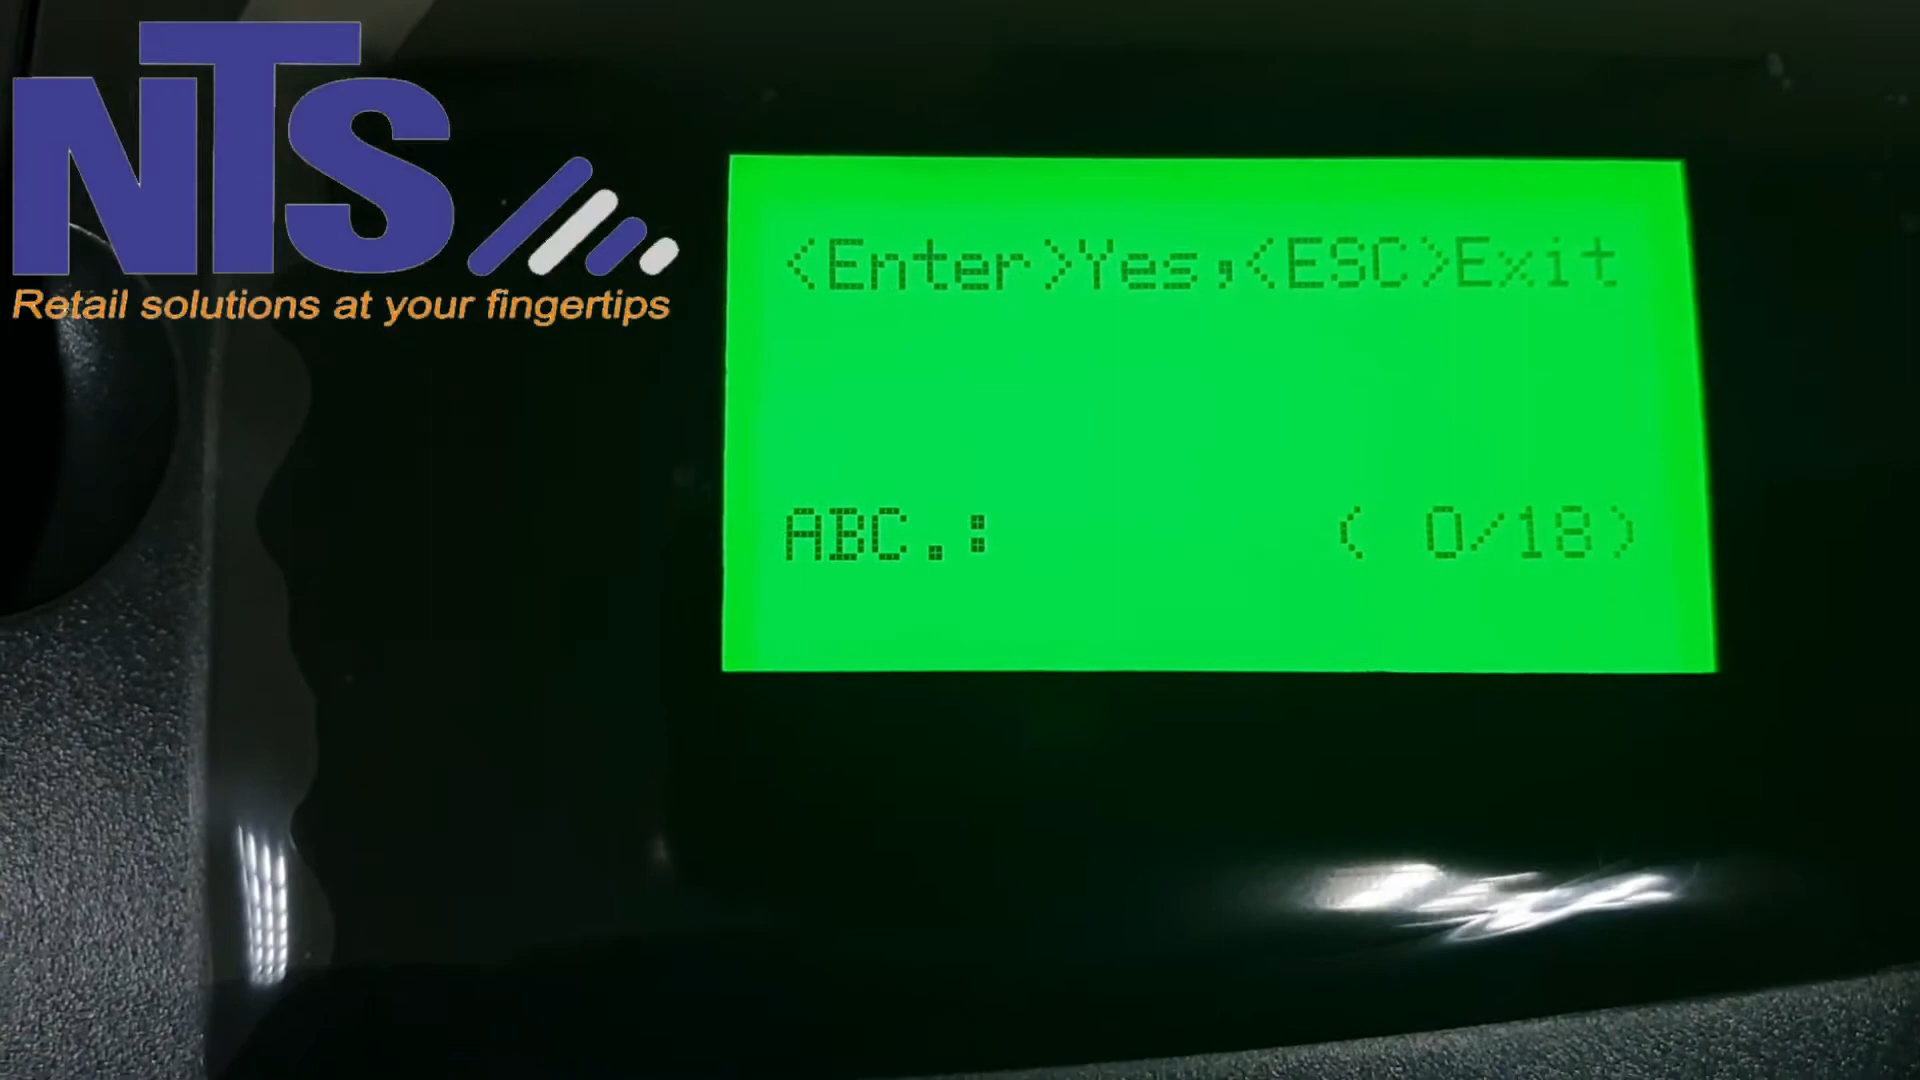 NTS
Retail solutions at your fingertips
<Enter>Yes,<ESC>Exit
ABC.: ( 0/18)